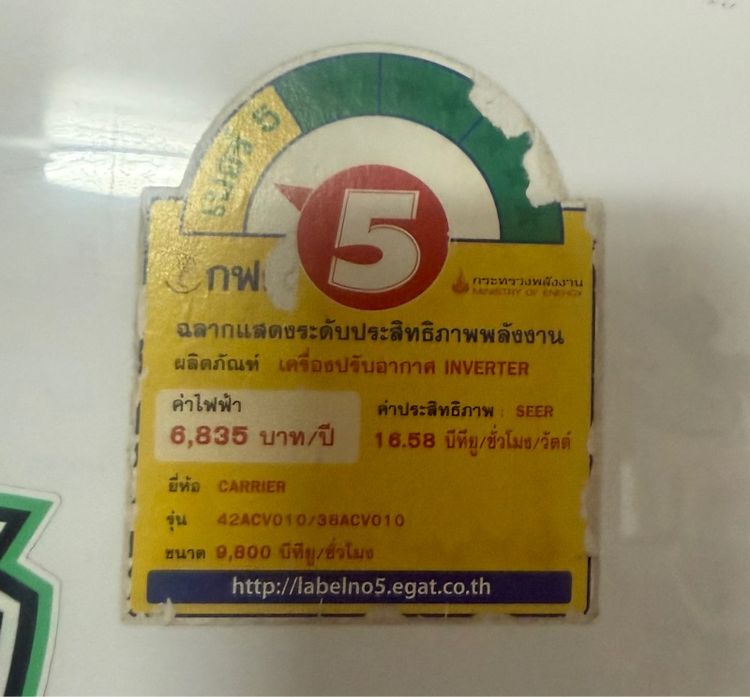 เบอร์ 5
5
กฟ
กระทรวงพลังงาน
MINISTRY OF ENERGY
ฉลากแสดงระดับประสิทธิภาพพลังงาน
ผลิตภัณฑ์ เครื่องปรับอากาศ INVERTER
ค่าไฟฟ้า
6,835 บาท/ปี
ค่าประสิทธิภาพ : SEER
16.58 บีทียู/ชั่วโมง/วัตต์
ยี่ห้อ CARRIER
รุ่น 42ACV010/38ACV010
ขนาด 9,800 บีทียู/ชั่วโมง
http://labelno5.egat.co.th